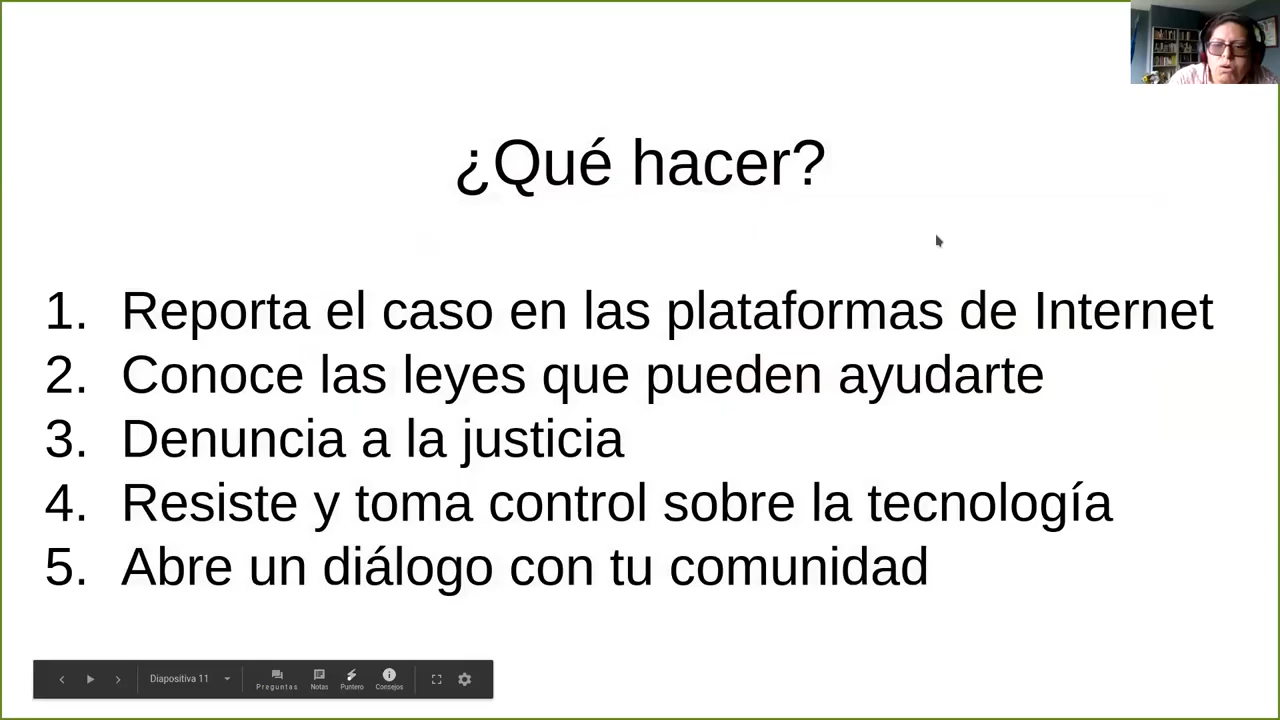 ¿Qué hacer?
1. Reporta el caso en las plataformas de Internet
2. Conoce las leyes que pueden ayudarte
3. Denuncia a la justicia
4. Resiste y toma control sobre la tecnología
5. Abre un diálogo con tu comunidad
Diapositiva 11 Preguntas Notas Puntero Consejos